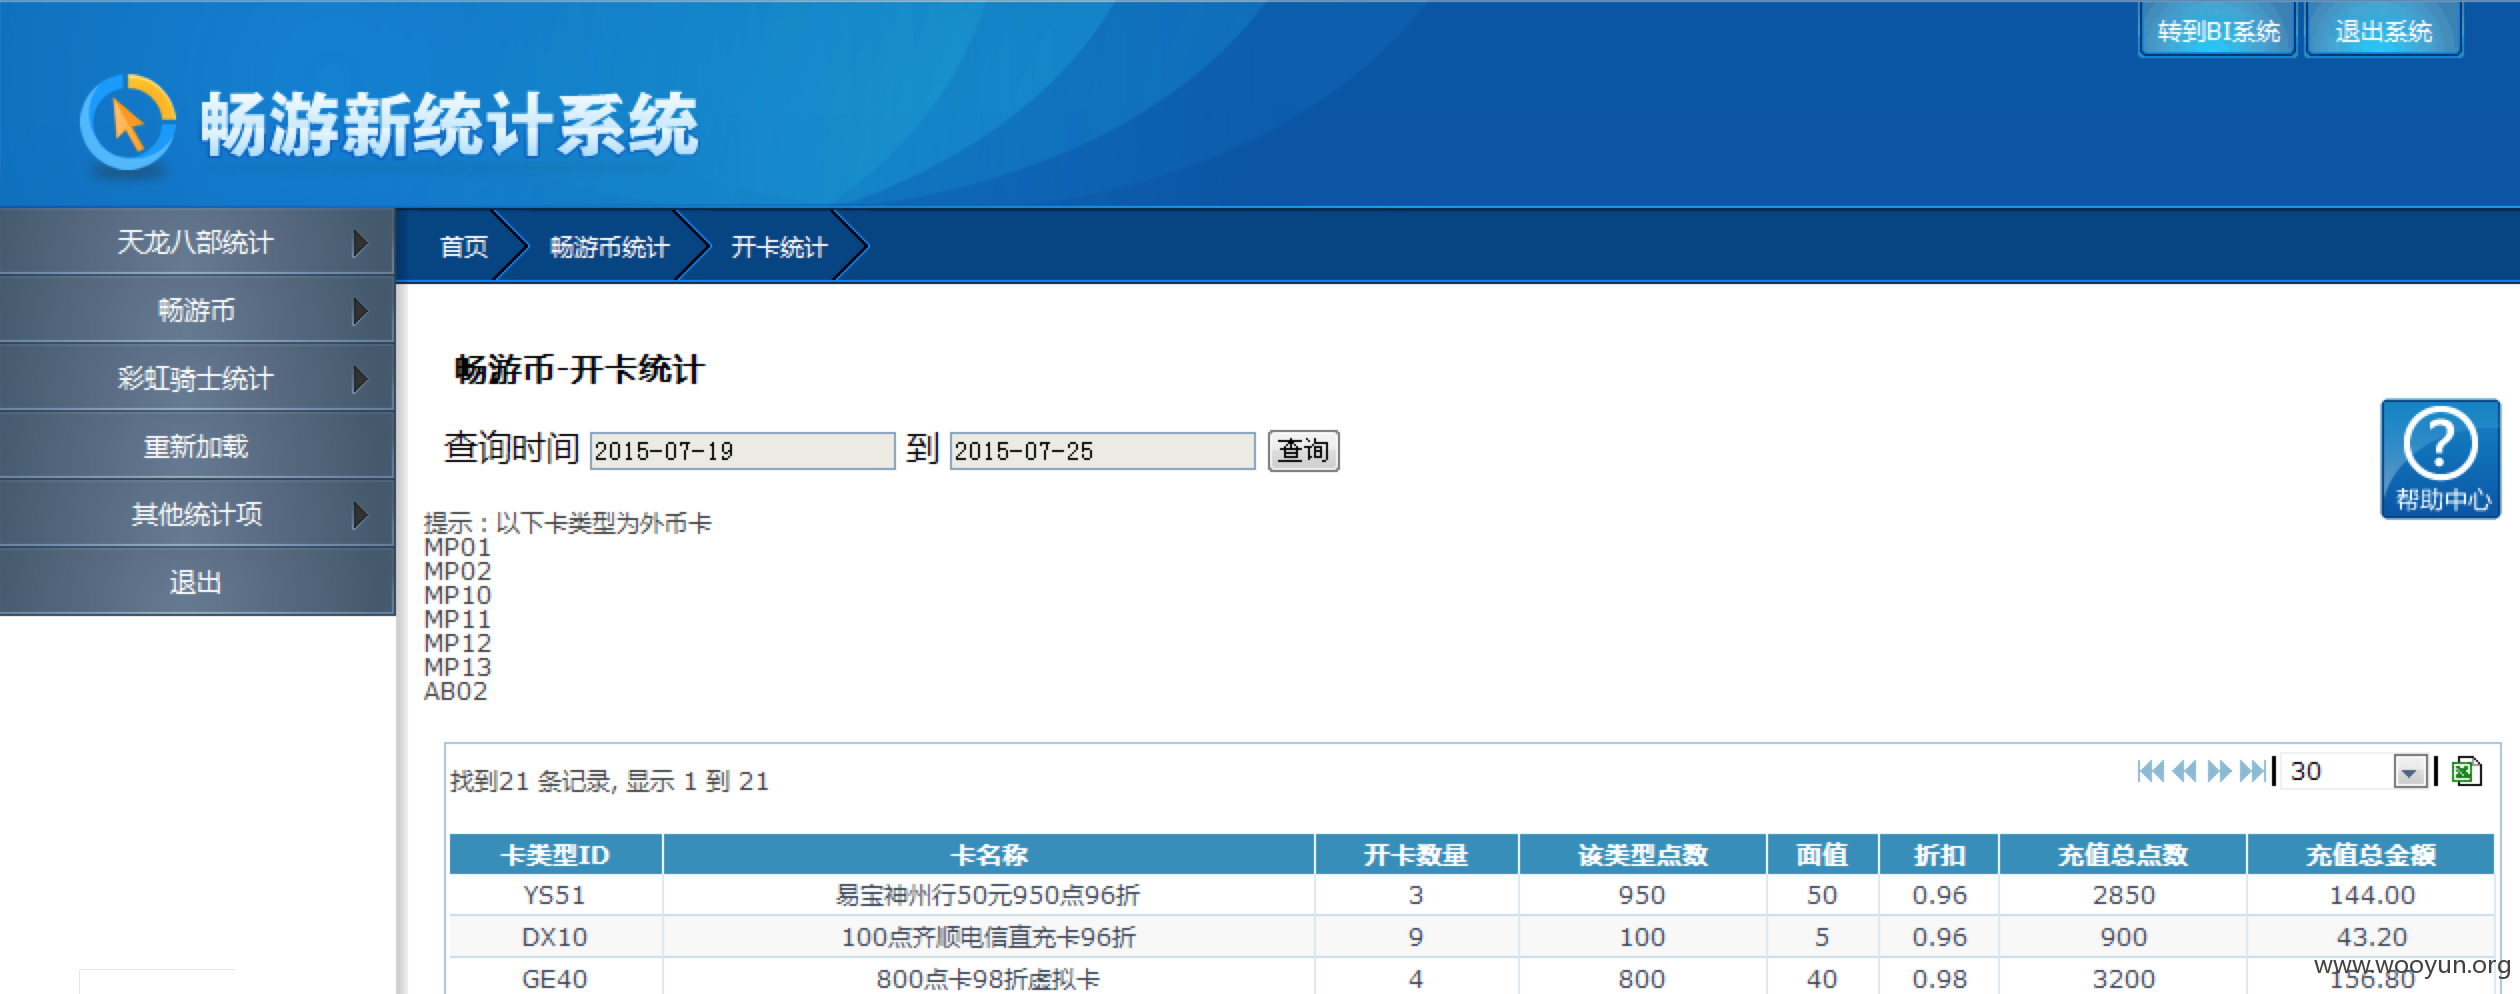 转到BI系统 退出系统
畅游新统计系统
天龙八部统计
畅游币
彩虹骑士统计
重新加载
其他统计项
退出
首页 畅游币统计 开卡统计
畅游币-开卡统计
查询时间 2015-07-19 到 2015-07-25 查询
帮助中心
提示：以下卡类型为外币卡
MP01
MP02
MP10
MP11
MP12
MP13
AB02
找到21 条记录, 显示 1 到 21
30
卡类型ID 卡名称 开卡数量 该类型点数 面值 折扣 充值总点数 充值总金额
YS51 易宝神州行50元950点96折 3 950 50 0.96 2850 144.00
DX10 100点齐顺电信直充卡96折 9 100 5 0.96 900 43.20
GE40 800点卡98折虚拟卡 4 800 40 0.98 3200 156.80
www.wooyun.org